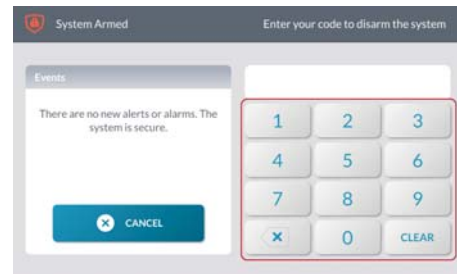 System Armed
Enter your code to disarm the system
Events
There are no new alerts or alarms. The
system is secure.
CANCEL
1 2 3
4 5 6
7 8 9
0 CLEAR